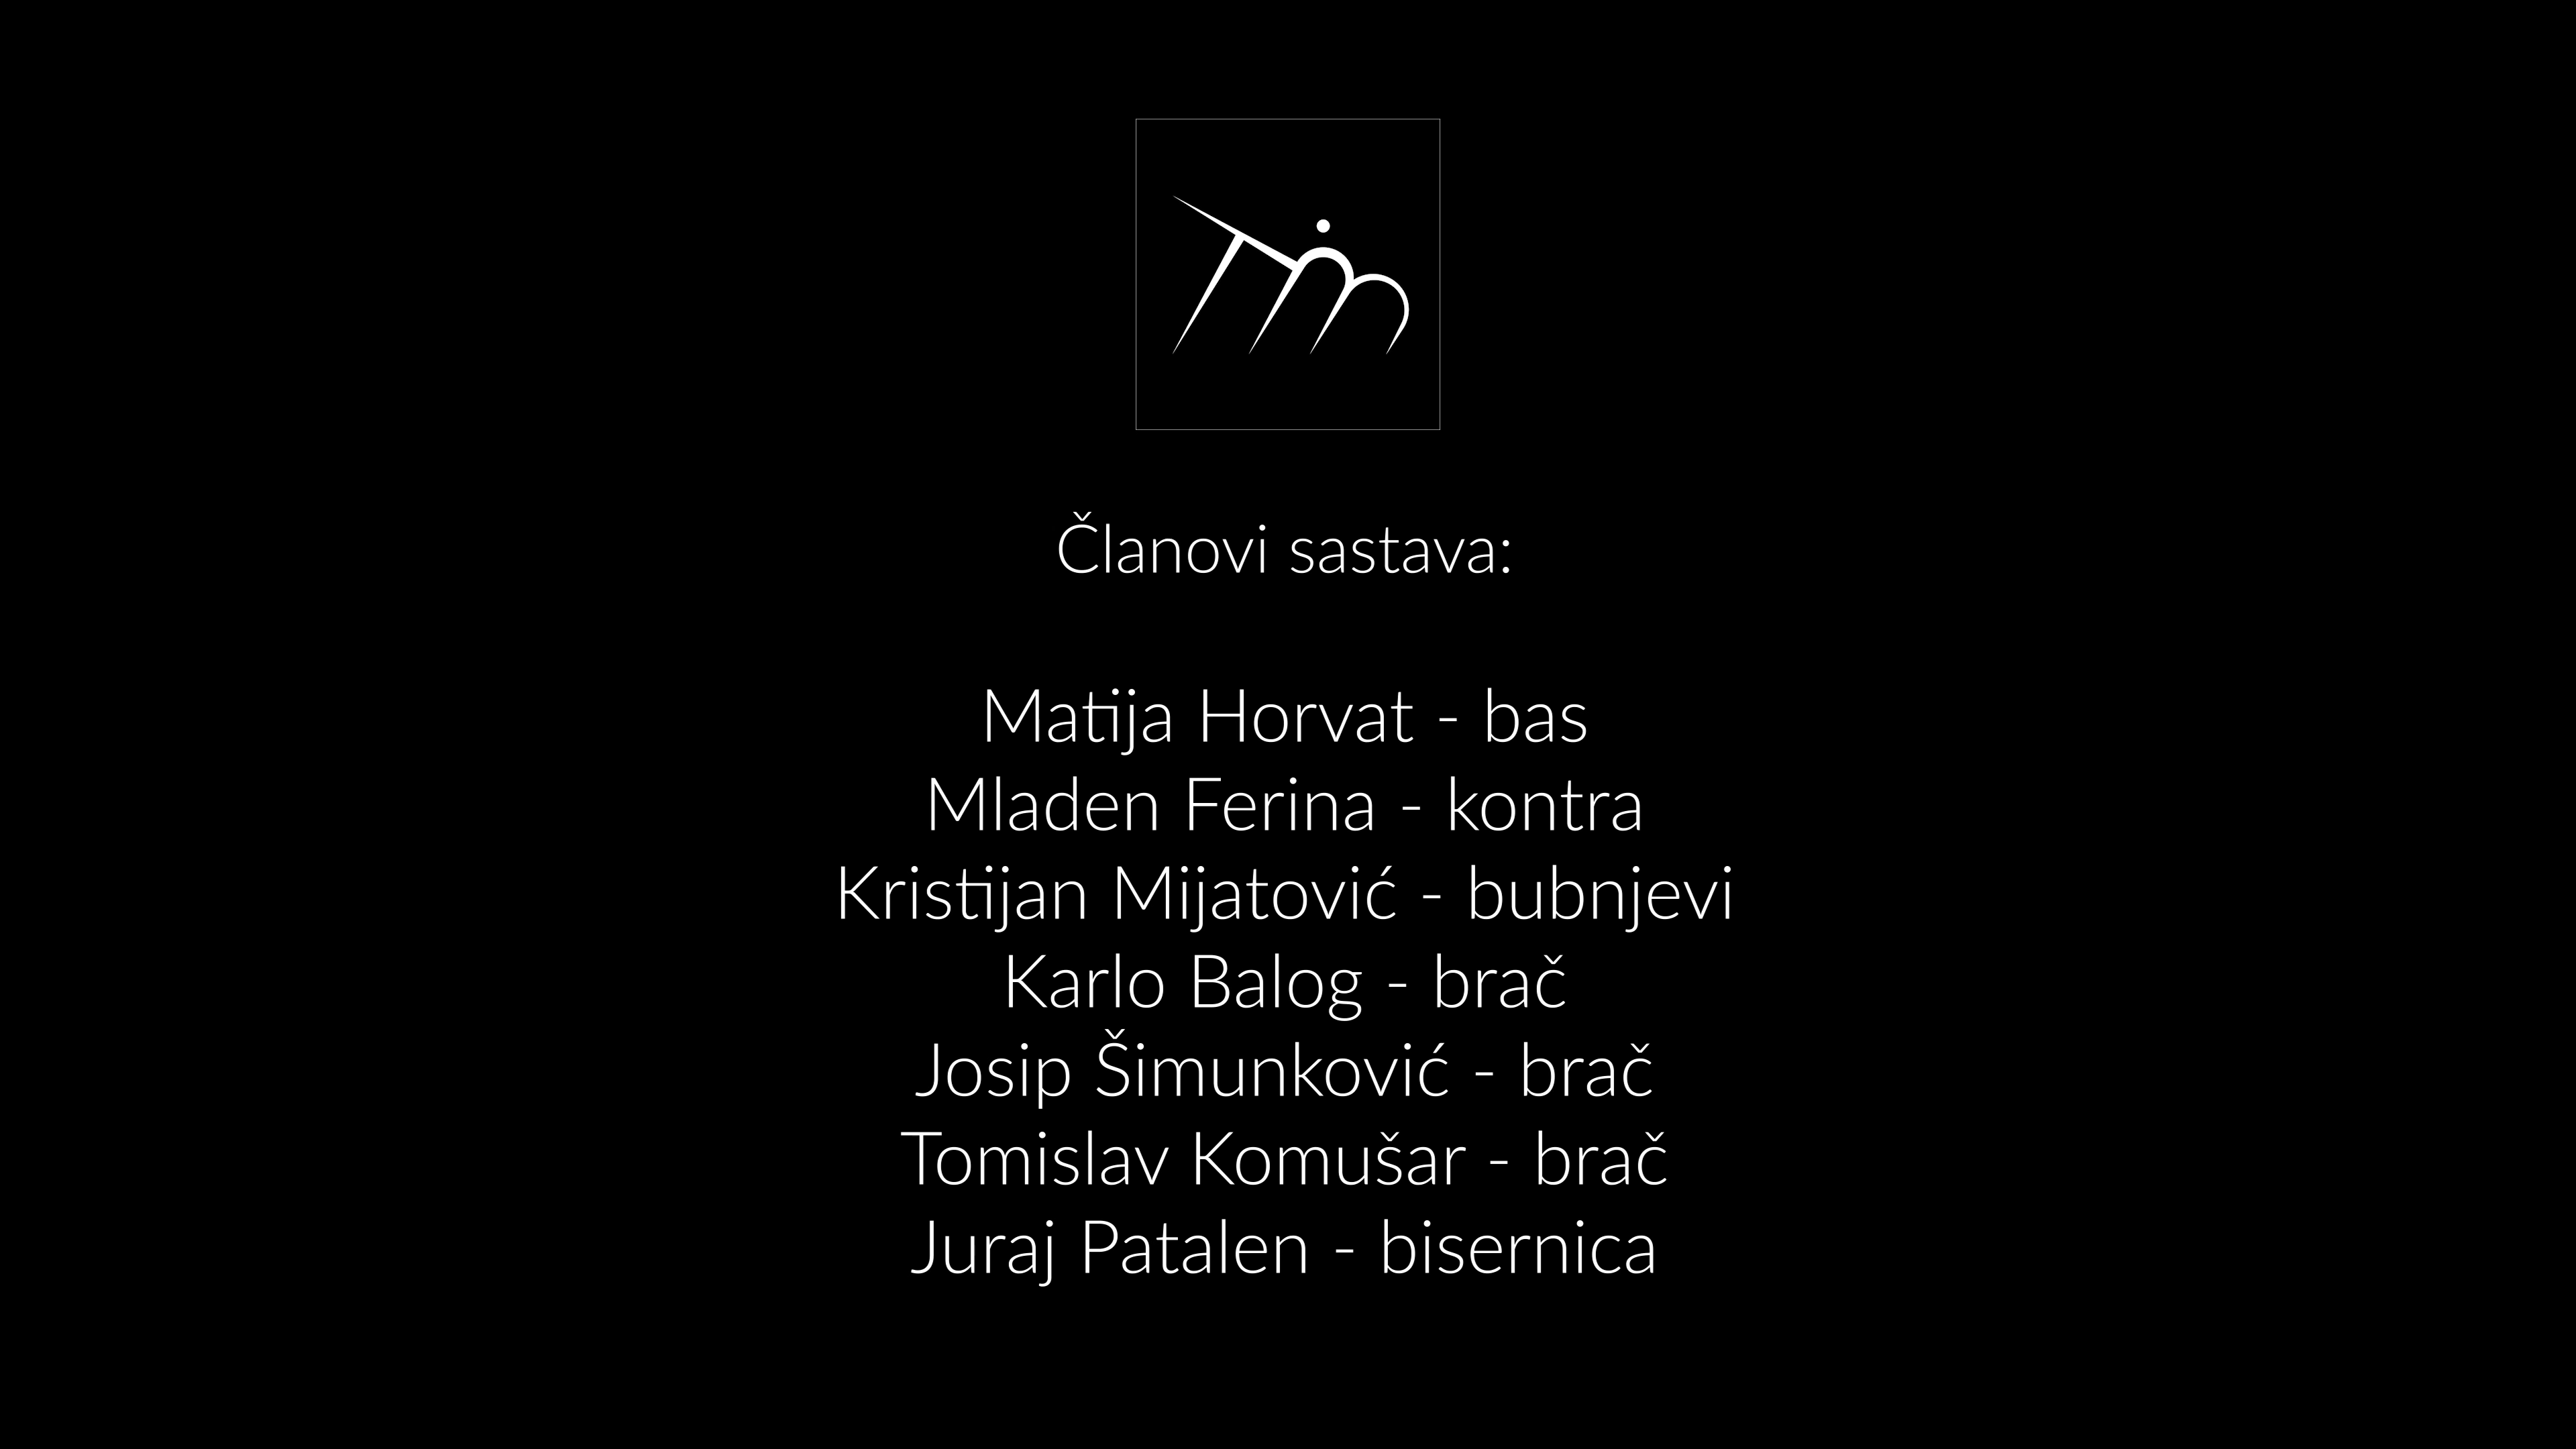 Članovi sastava:
Matija Horvat - bas
Mladen Ferina - kontra
Kristijan Mijatović - bubnjevi
Karlo Balog - brač
Josip Šimunković - brač
Tomislav Komušar - brač
Juraj Patalen - bisernica